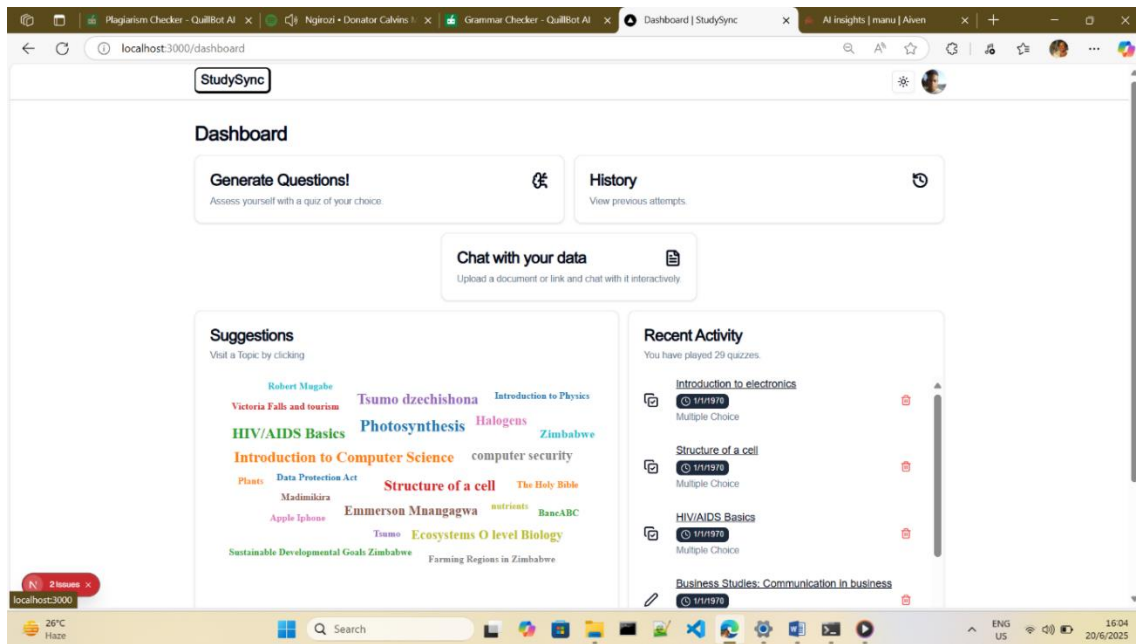 Plagiarism Checker - QuillBot AI
Ngirozi • Donator Calvins
Grammar Checker - QuillBot AI
Dashboard | StudySync
AI insights | manu | Aiven
localhost:3000/dashboard
StudySync
Dashboard
Generate Questions!
Assess yourself with a quiz of your choice.
History
View previous attempts.
Chat with your data
Upload a document or link and chat with it interactively.
Suggestions
Visit a Topic by clicking
Robert Mugabe
Victoria Falls and tourism
Tsumo dzechishona
Introduction to Physics
HIV/AIDS Basics
Photosynthesis
Halogens
Zimbabwe
Introduction to Computer Science
computer security
Plants
Data Protection Act
Structure of a cell
The Holy Bible
Madimikira
Apple Iphone
Emmerson Mnangagwa
nutrients
BancABC
Tsumo
Ecosystems O level Biology
Sustainable Developmental Goals Zimbabwe
Farming Regions in Zimbabwe
Recent Activity
You have played 29 quizzes.
Introduction to electronics
1/1/1970
Multiple Choice
Structure of a cell
1/1/1970
Multiple Choice
HIV/AIDS Basics
1/1/1970
Multiple Choice
Business Studies: Communication in business
1/1/1970
N 2 Issues
localhost:3000
26°C
Haze
Search
ENG
US
16:04
20/6/2025